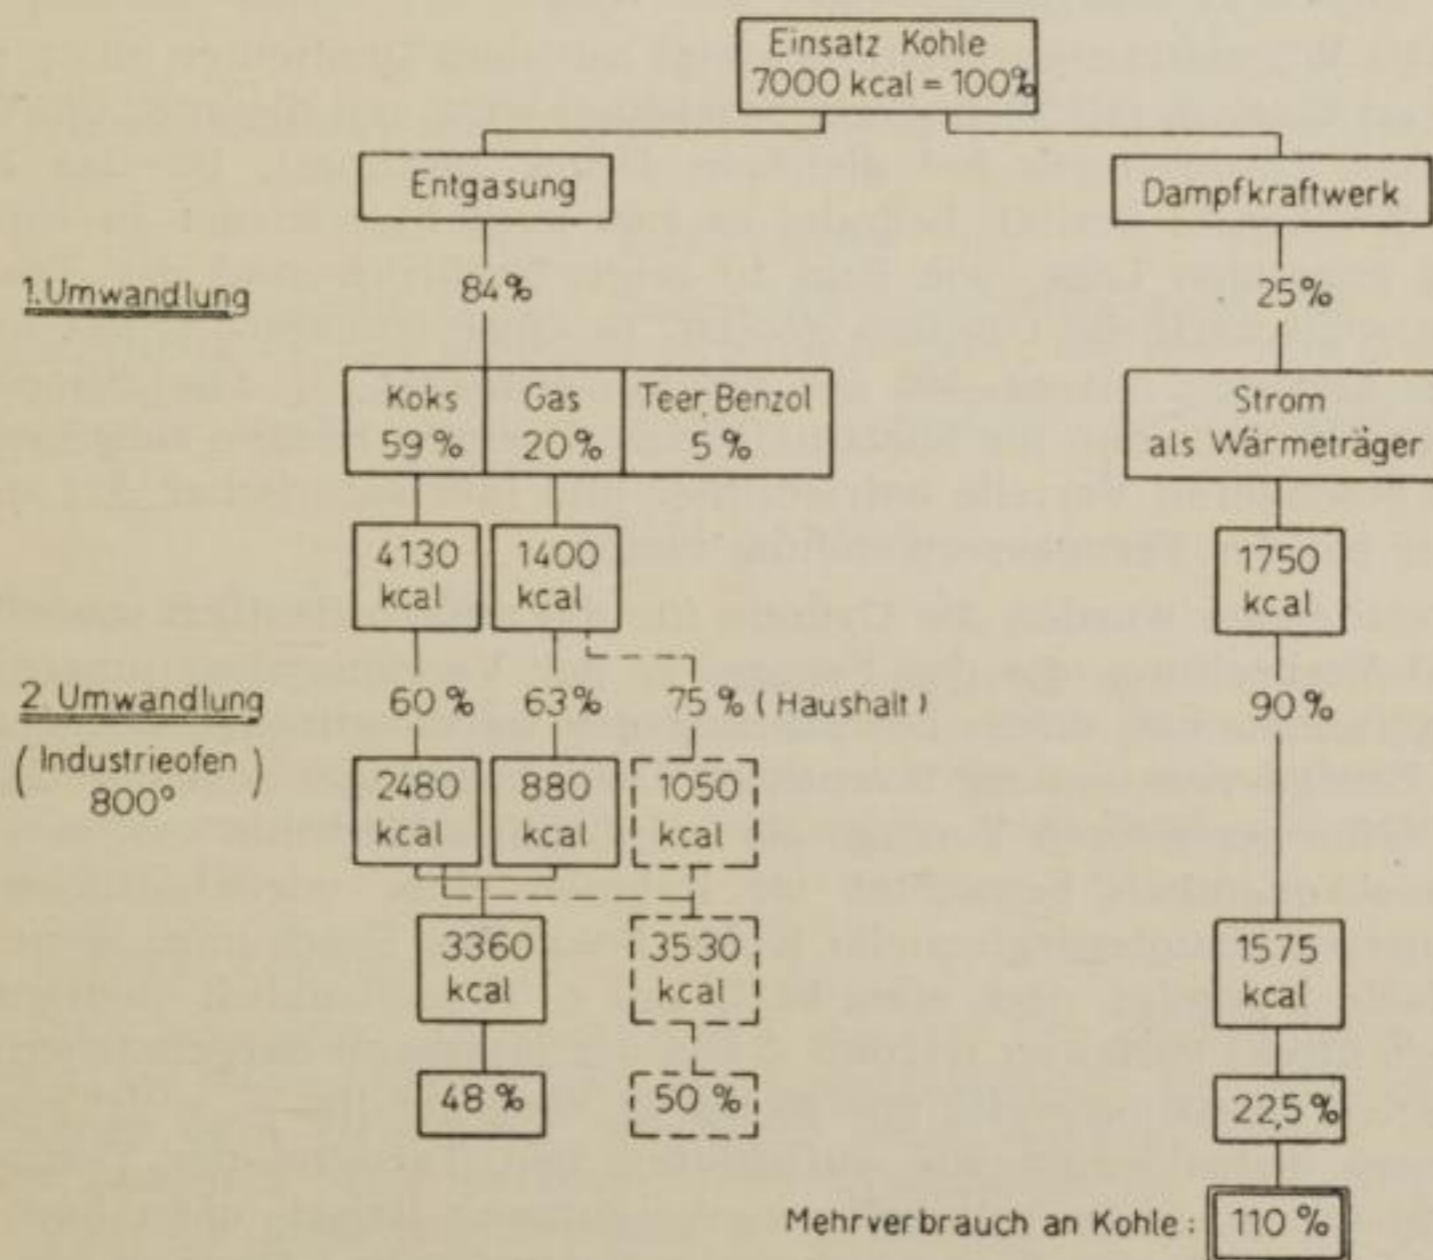 Einsatz Kohle
7000 kcal = 100%
Entgasung
Dampfkraftwerk
1. Umwandlung
84%
25%
Koks
59%
Gas
20%
Teer, Benzol
5%
Strom
als Wärmeträger
4130
kcal
1400
kcal
1750
kcal
2 Umwandlung
(Industrieofen)
800°
60%
63%
75% (Haushalt)
90%
2480
kcal
880
kcal
1050
kcal
3360
kcal
3530
kcal
1575
kcal
48%
50%
22,5%
Mehrverbrauch an Kohle: 110%